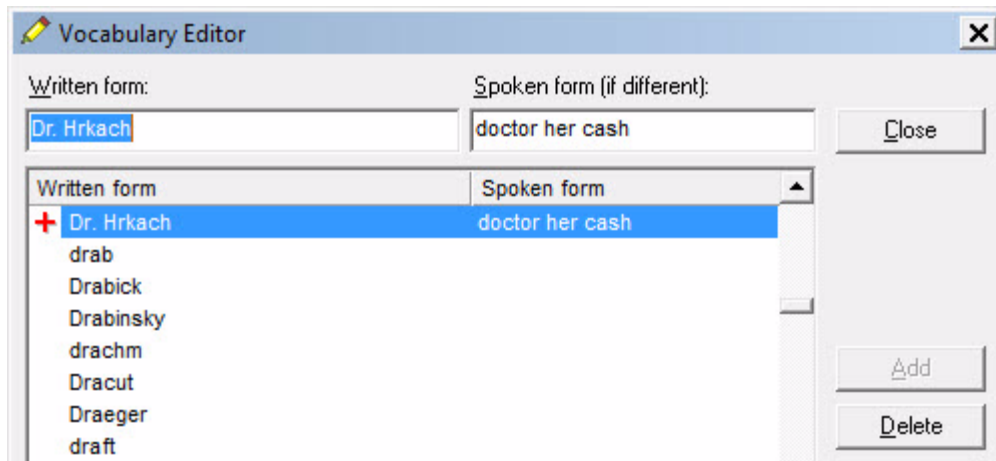 Vocabulary Editor
Written form: Spoken form (if different):
Dr. Hrkach doctor her cash Close
Written form Spoken form
Dr. Hrkach doctor her cash
drab
Drabick
Drabinsky
drachm
Dracut
Add
Draeger
Delete
draft